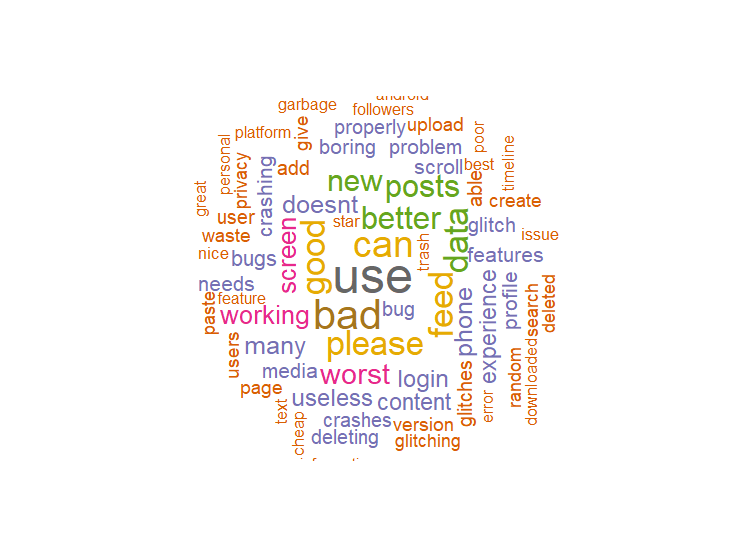 android
garbage
followers
platform
give
properly
upload
poor
personal
privacy
crashing
add
boring
problem
scroll
best
timeline
great
new
posts
able
create
user
doesnt
star
better
data
glitch
issue
waste
screen
good
can
trash
nice
bugs
use
features
needs
feature
paste
working
bad
bug
feed
phone
experience
profile
search
deleted
users
many
please
media
worst
login
glitches
error
random
downloaded
page
useless
content
text
cheap
crashes
version
deleting
glitching